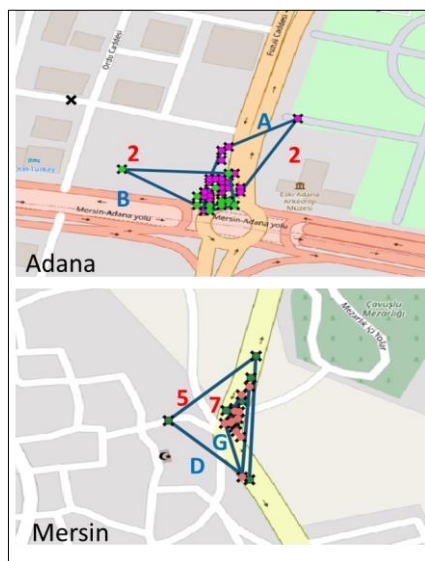 Ordu Caddesi
Fuzuli Caddesi
A
2
2
B
Eski Adana
Arkeoloji
Müzesi
Mersin-Adana yolu
Mersin-Adana yolu
Adana
Çavuşlu
Mezarlığı
Mezarlık içi Yolu
5
7
G
D
Mersin